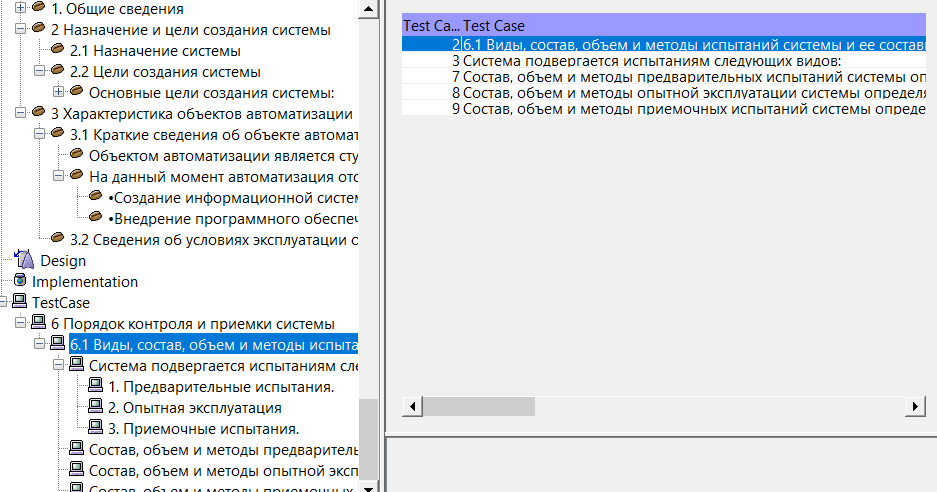 1. Общие сведения
2 Назначение и цели создания системы
2.1 Назначение системы
2.2 Цели создания системы
Основные цели создания системы:
3 Характеристика объектов автоматизации
3.1 Краткие сведения об объекте автомат
Объектом автоматизации является сту
На данный момент автоматизация отс
•Создание информационной систем
•Внедрение программного обеспеч
3.2 Сведения об условиях эксплуатации о
Design
Implementation
TestCase
6 Порядок контроля и приемки системы
6.1 Виды, состав, объем и методы испыта
Система подвергается испытаниям сле
1. Предварительные испытания.
2. Опытная эксплуатация
3. Приемочные испытания.
Состав, объем и методы предваритель
Состав, объем и методы опытной эксп
Состав, объем и методы приемочных
Test Ca... Test Case
2 6.1 Виды, состав, объем и методы испытаний системы и ее состав
3 Система подвергается испытаниям следующих видов:
7 Состав, объем и методы предварительных испытаний системы оп
8 Состав, объем и методы опытной эксплуатации системы определя
9 Состав, объем и методы приемочных испытаний системы опреде